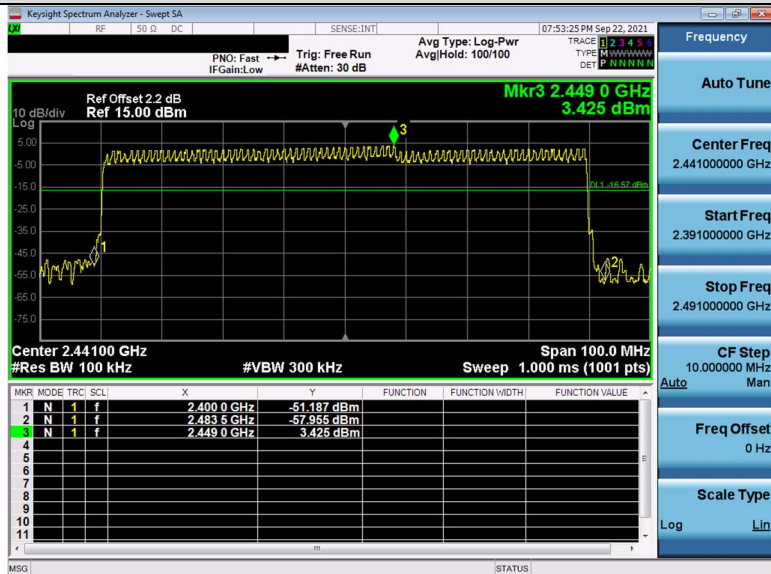 Keysight Spectrum Analyzer - Swept SA
LXI
RF 50 Ω DC SENSE:INT 07:53:25 PM Sep 22, 2021
PNO: Fast Trig: Free Run Avg Type: Log-Pwr TRACE 1 2 3 4 5 6
IFGain:Low #Atten: 30 dB Avg|Hold: 100/100 TYPE M WWWWW
DET P N N N N N
Ref Offset 2.2 dB Mkr3 2.449 0 GHz
10 dB/div Ref 15.00 dBm 3.425 dBm
Log
5.00
-5.00
-15.0
-25.0
-35.0
-45.0
-55.0
-65.0
-75.0
3
DL1 -16.57 dBm
1
2
Center 2.44100 GHz Span 100.0 MHz
#Res BW 100 kHz #VBW 300 kHz Sweep 1.000 ms (1001 pts)
MKR MODE TRC SCL X Y FUNCTION FUNCTION WIDTH FUNCTION VALUE
1 N 1 f 2.400 0 GHz -51.187 dBm
2 N 1 f 2.483 5 GHz -57.955 dBm
3 N 1 f 2.449 0 GHz 3.425 dBm
4
5
6
7
8
9
10
11
MSG STATUS
Frequency
Auto Tune
Center Freq
2.441000000 GHz
Start Freq
2.391000000 GHz
Stop Freq
2.491000000 GHz
CF Step
10.000000 MHz
Auto Man
Freq Offset
0 Hz
Scale Type
Log Lin